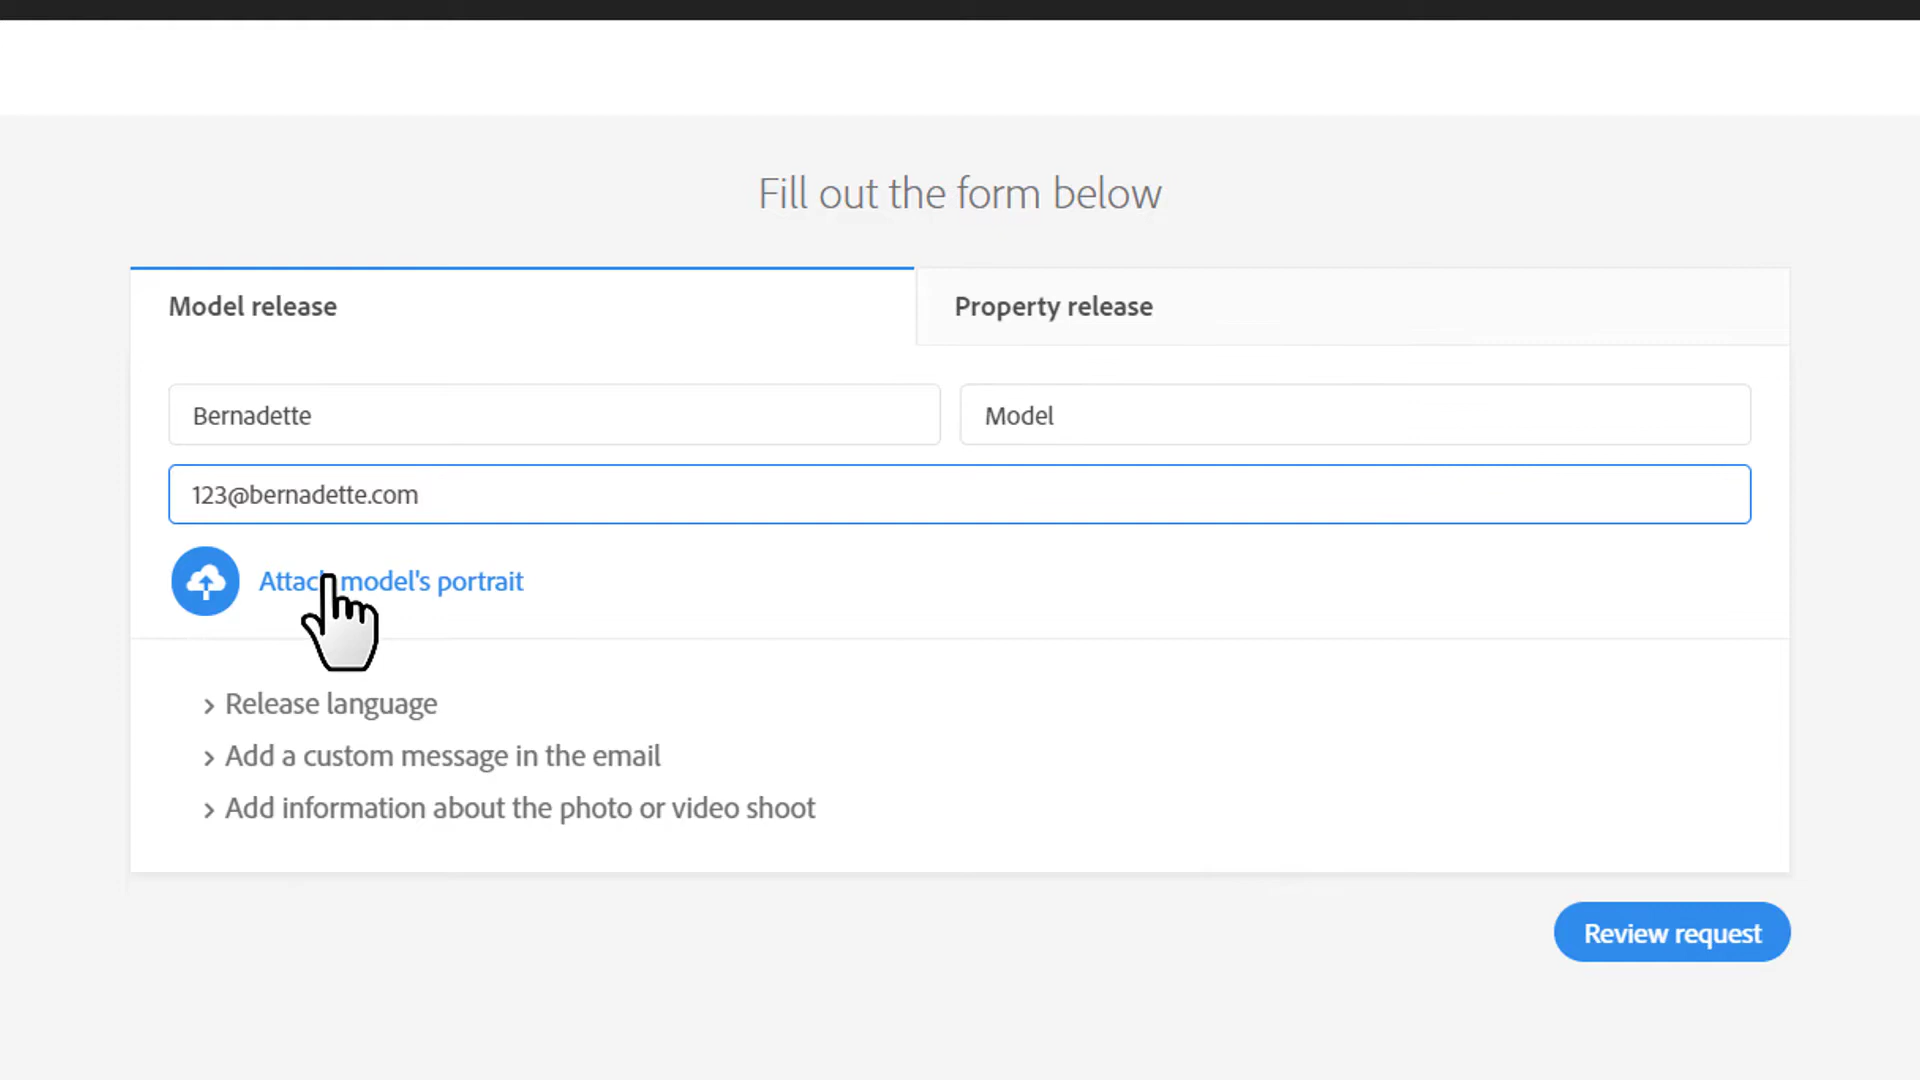 Fill out the form below
Model release
Property release
Bernadette
Model
123@bernadette.com
Attach model's portrait
Release language
Add a custom message in the email
Add information about the photo or video shoot
Review request